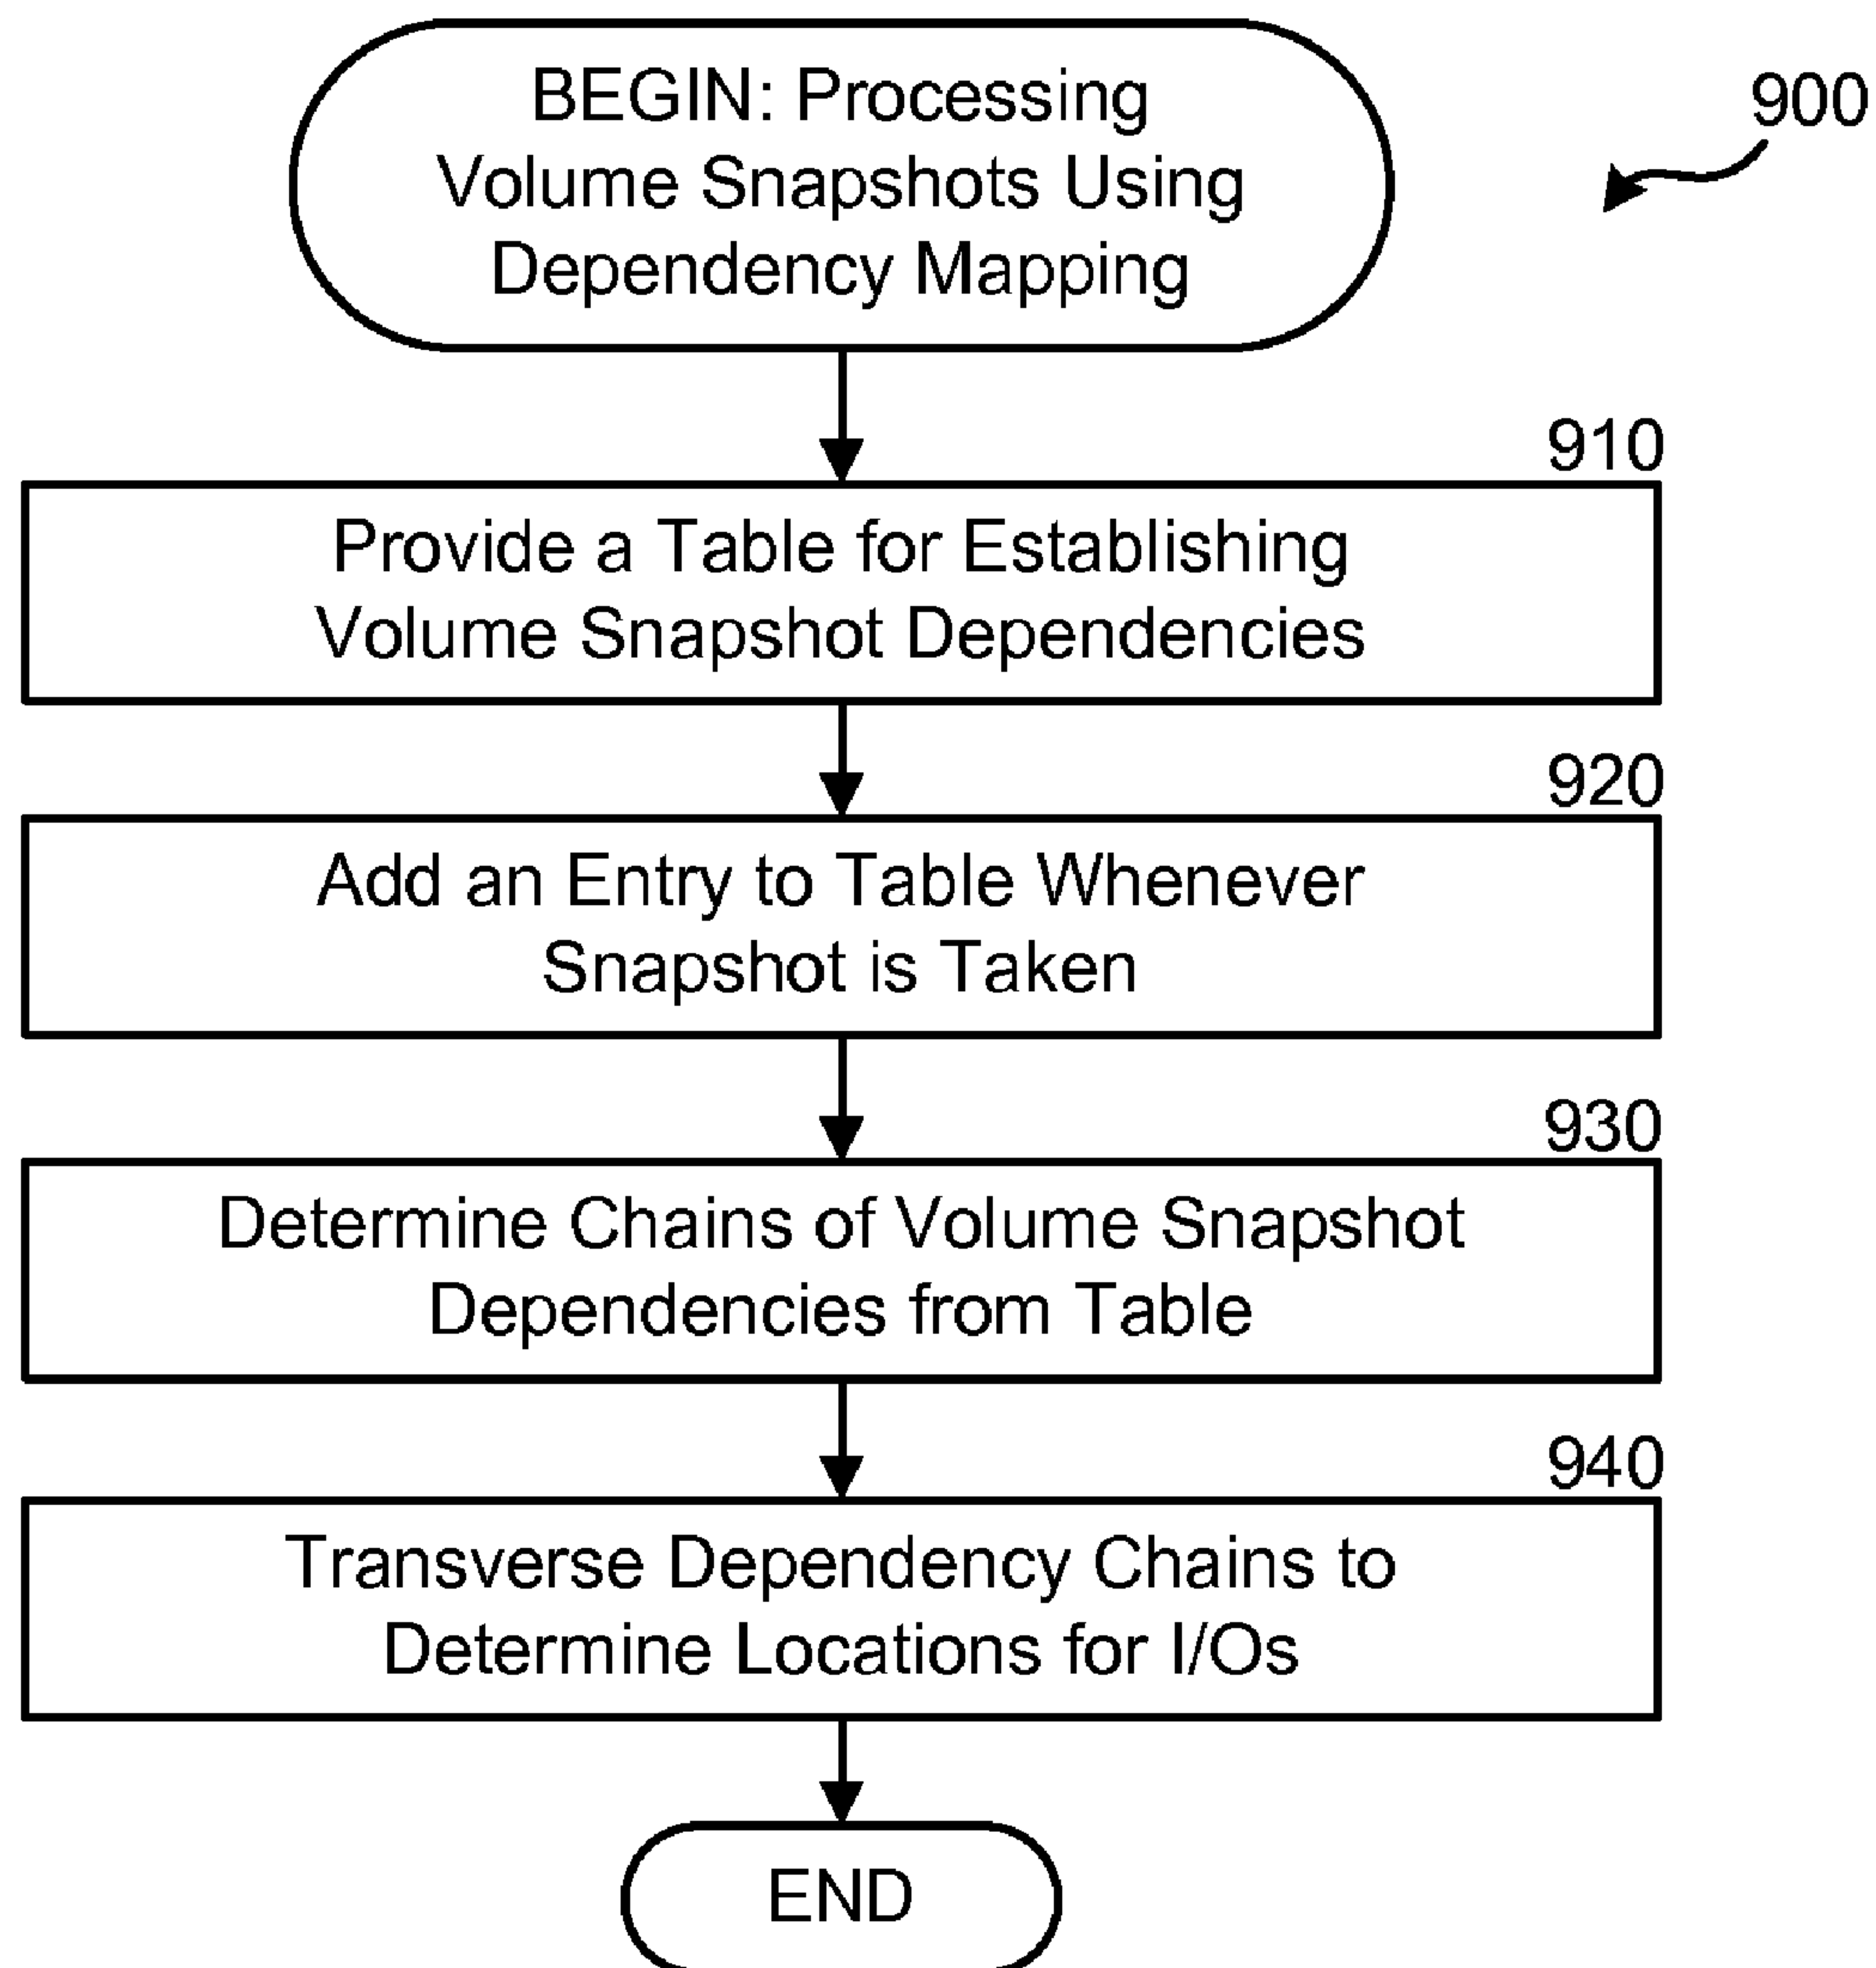 BEGIN: Processing
Volume Snapshots Using
Dependency Mapping
900
910
Provide a Table for Establishing
Volume Snapshot Dependencies
920
Add an Entry to Table Whenever
Snapshot is Taken
930
Determine Chains of Volume Snapshot
Dependencies from Table
940
Transverse Dependency Chains to
Determine Locations for I/Os
END